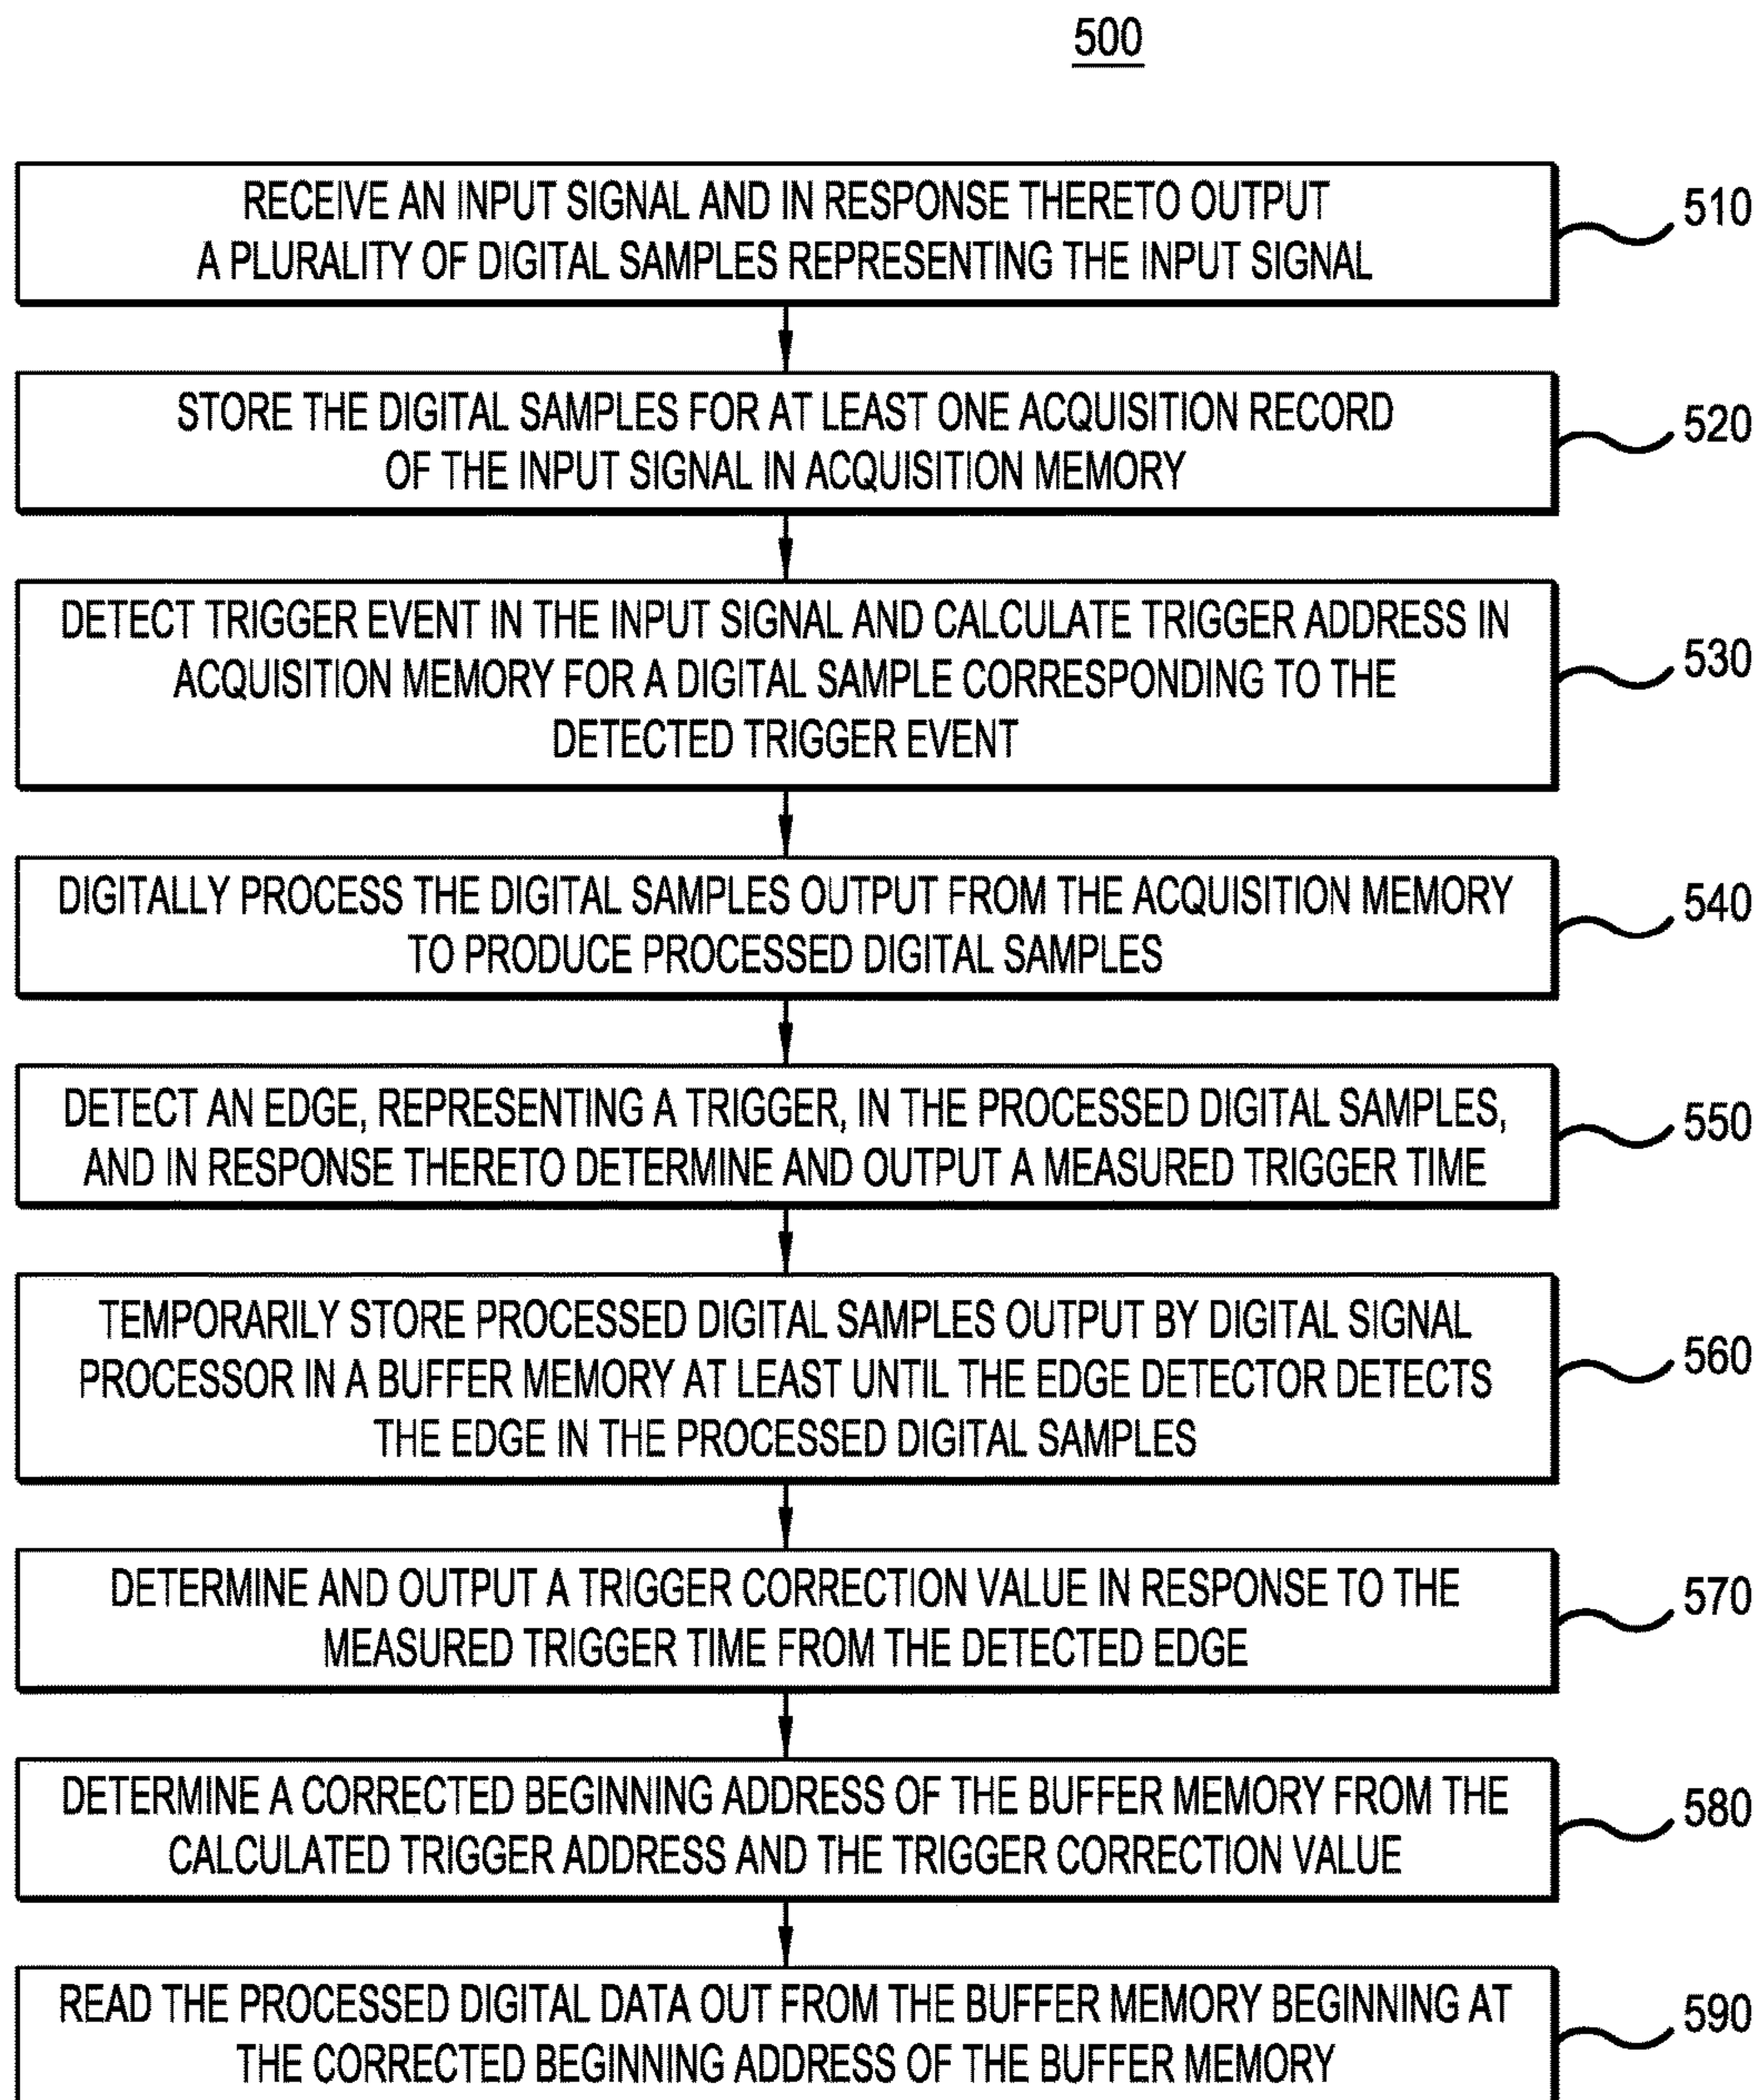 500
RECEIVE AN INPUT SIGNAL AND IN RESPONSE THERETO OUTPUT
A PLURALITY OF DIGITAL SAMPLES REPRESENTING THE INPUT SIGNAL
510
STORE THE DIGITAL SAMPLES FOR AT LEAST ONE ACQUISITION RECORD
OF THE INPUT SIGNAL IN ACQUISITION MEMORY
520
DETECT TRIGGER EVENT IN THE INPUT SIGNAL AND CALCULATE TRIGGER ADDRESS IN
ACQUISITION MEMORY FOR A DIGITAL SAMPLE CORRESPONDING TO THE
DETECTED TRIGGER EVENT
530
DIGITALLY PROCESS THE DIGITAL SAMPLES OUTPUT FROM THE ACQUISITION MEMORY
TO PRODUCE PROCESSED DIGITAL SAMPLES
540
DETECT AN EDGE, REPRESENTING A TRIGGER, IN THE PROCESSED DIGITAL SAMPLES,
AND IN RESPONSE THERETO DETERMINE AND OUTPUT A MEASURED TRIGGER TIME
550
TEMPORARILY STORE PROCESSED DIGITAL SAMPLES OUTPUT BY DIGITAL SIGNAL
PROCESSOR IN A BUFFER MEMORY AT LEAST UNTIL THE EDGE DETECTOR DETECTS
THE EDGE IN THE PROCESSED DIGITAL SAMPLES
560
DETERMINE AND OUTPUT A TRIGGER CORRECTION VALUE IN RESPONSE TO THE
MEASURED TRIGGER TIME FROM THE DETECTED EDGE
570
DETERMINE A CORRECTED BEGINNING ADDRESS OF THE BUFFER MEMORY FROM THE
CALCULATED TRIGGER ADDRESS AND THE TRIGGER CORRECTION VALUE
580
READ THE PROCESSED DIGITAL DATA OUT FROM THE BUFFER MEMORY BEGINNING AT
THE CORRECTED BEGINNING ADDRESS OF THE BUFFER MEMORY
590